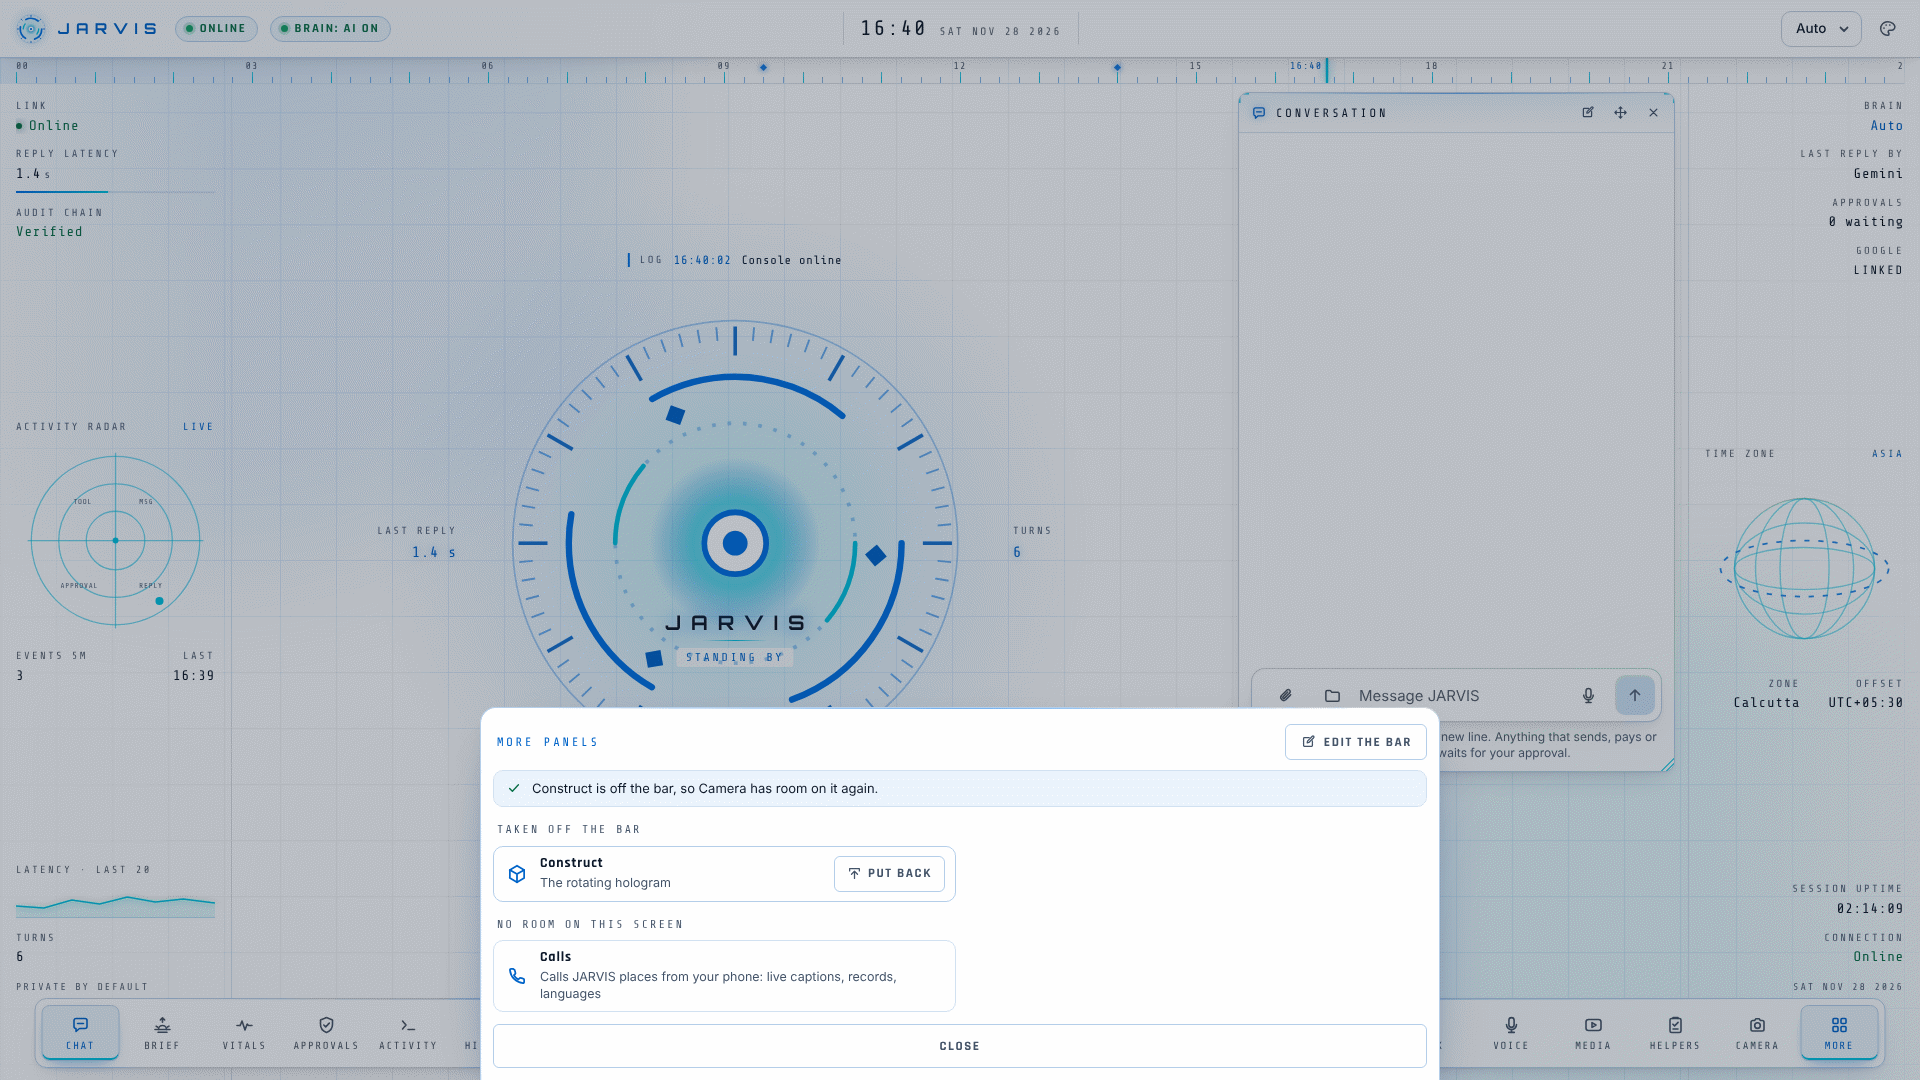 JARVIS
ONLINE
BRAIN: AI ON
16:40 SAT NOV 28 2026
Auto
00 03 06 09 12 15 16:40 18 21 2
LINK
Online
REPLY LATENCY
1.4 s
AUDIT CHAIN
Verified
LOG 16:40:02 Console online
ACTIVITY RADAR LIVE
TOOL MSG
APPROVAL REPLY
EVENTS 5M LAST
3 16:39
LAST REPLY
1.4 s
TURNS
6
JARVIS
STANDING BY
CONVERSATION
Message JARVIS
new line. Anything that sends, pays or
waits for your approval.
BRAIN
Auto
LAST REPLY BY
Gemini
APPROVALS
0 waiting
GOOGLE
LINKED
TIME ZONE ASIA
ZONE OFFSET
Calcutta UTC+05:30
LATENCY · LAST 20
TURNS
6
PRIVATE BY DEFAULT
SESSION UPTIME
02:14:09
CONNECTION
Online
SAT NOV 28 2026
MORE PANELS
EDIT THE BAR
Construct is off the bar, so Camera has room on it again.
TAKEN OFF THE BAR
Construct
The rotating hologram
PUT BACK
NO ROOM ON THIS SCREEN
Calls
Calls JARVIS places from your phone: live captions, records,
languages
CLOSE
CHAT
BRIEF
VITALS
APPROVALS
ACTIVITY
HI
VOICE
MEDIA
HELPERS
CAMERA
MORE